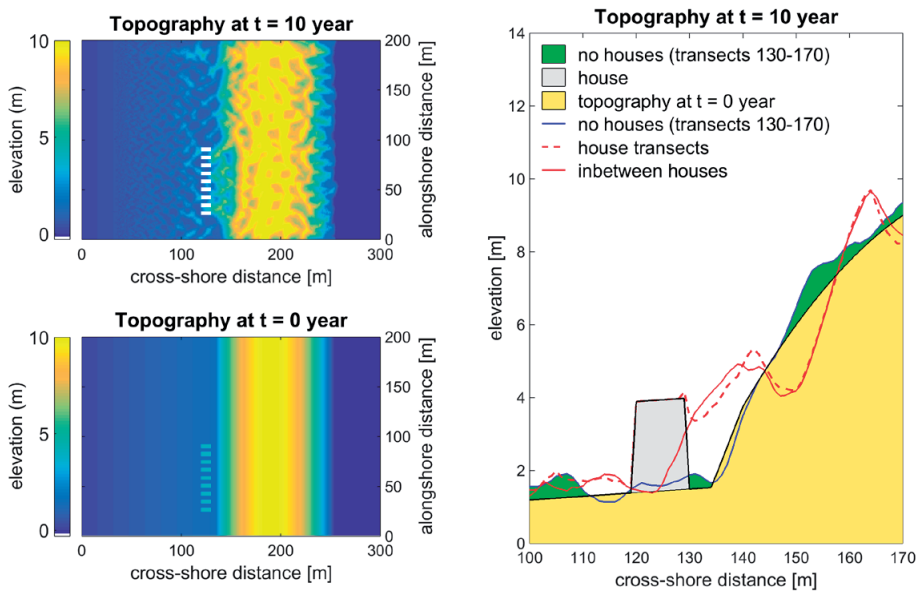 Topography at t = 10 year
10
5
0
elevation (m)
200
150
100
50
0
alongshore distance [m]
0
100
200
300
cross-shore distance [m]
Topography at t = 0 year
10
5
0
elevation (m)
200
150
100
50
0
alongshore distance [m]
0
100
200
300
cross-shore distance [m]
Topography at t = 10 year
no houses (transects 130-170)
house
topography at t = 0 year
no houses (transects 130-170)
house transects
inbetween houses
14
12
10
8
6
4
2
0
elevation [m]
100
110
120
130
140
150
160
170
cross-shore distance [m]